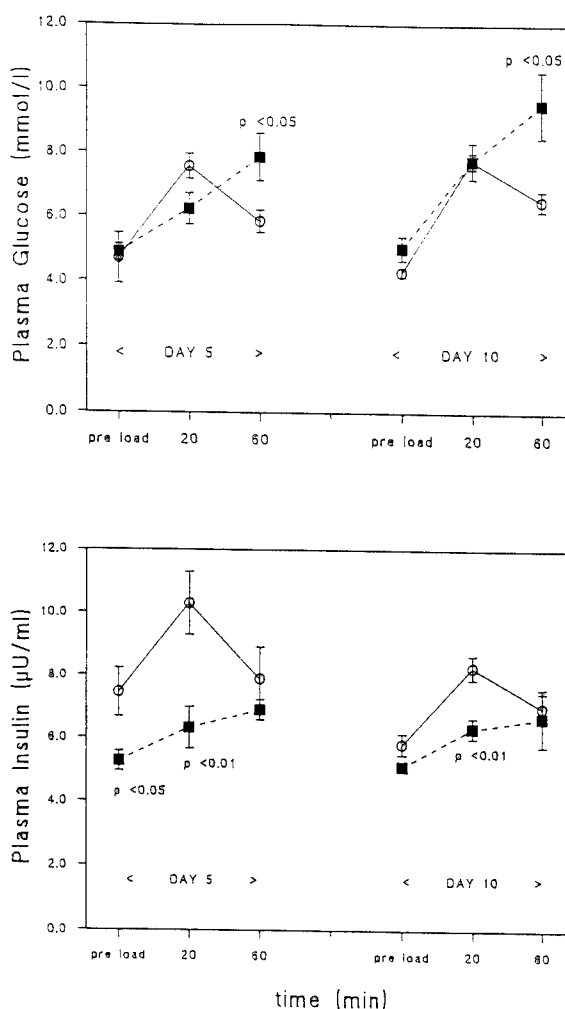 Plasma Glucose (mmol/l)
12.0
10.0
8.0
6.0
4.0
2.0
0.0
p <0.05
p <0.05
< DAY 5 >
< DAY 10 >
pre load 20 60
pre load 20 60
Plasma Insulin (µU/ml)
12.0
10.0
8.0
6.0
4.0
2.0
0.0
p <0.05
p <0.01
p <0.01
< DAY 5 >
< DAY 10 >
pre load 20 60
pre load 20 60
time (min)